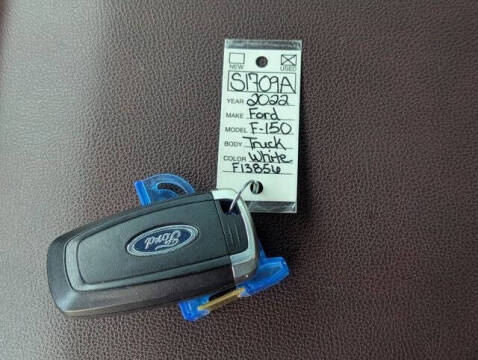 NEW USED
S1709A
YEAR 2022
MAKE Ford
MODEL F-150
BODY Truck
COLOR White
F13856
Ford